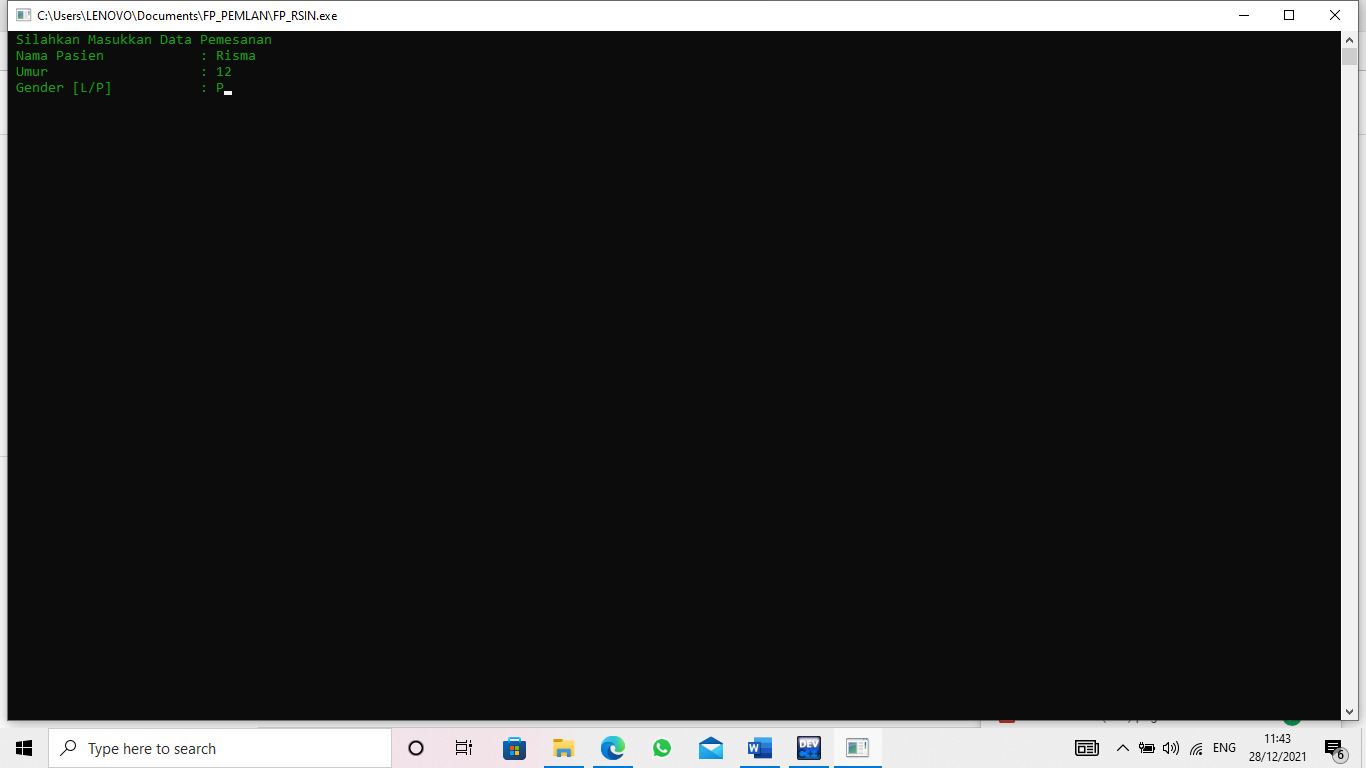 C:\Users\LENOVO\Documents\FP_PEMLAN\FP_RSIN.exe
Silahkan Masukkan Data Pemesanan
Nama Pasien : Risma
Umur : 12
Gender [L/P] : P
Type here to search
DEV
C++
ENG
11:43
28/12/2021
6